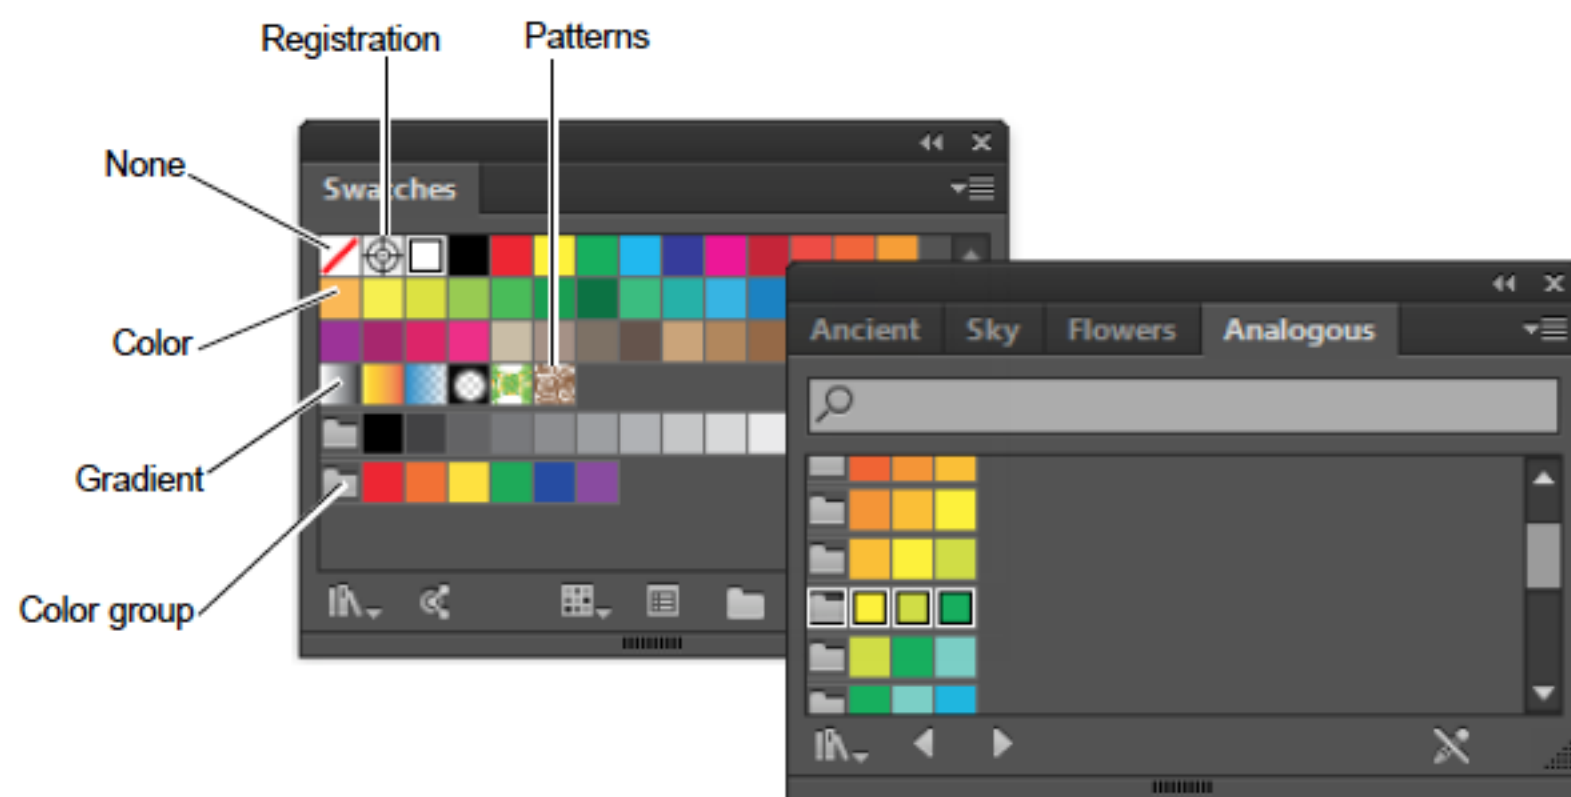 Registration
Patterns
None
Swatches
Color
Ancient
Sky
Flowers
Analogous
Gradient
Color group